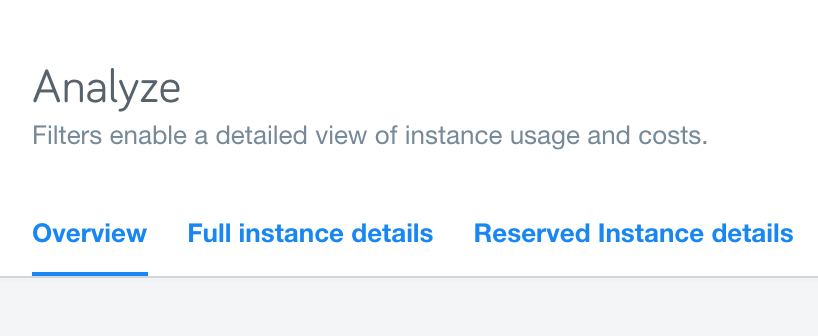 Analyze
Filters enable a detailed view of instance usage and costs.
Overview Full instance details Reserved Instance details